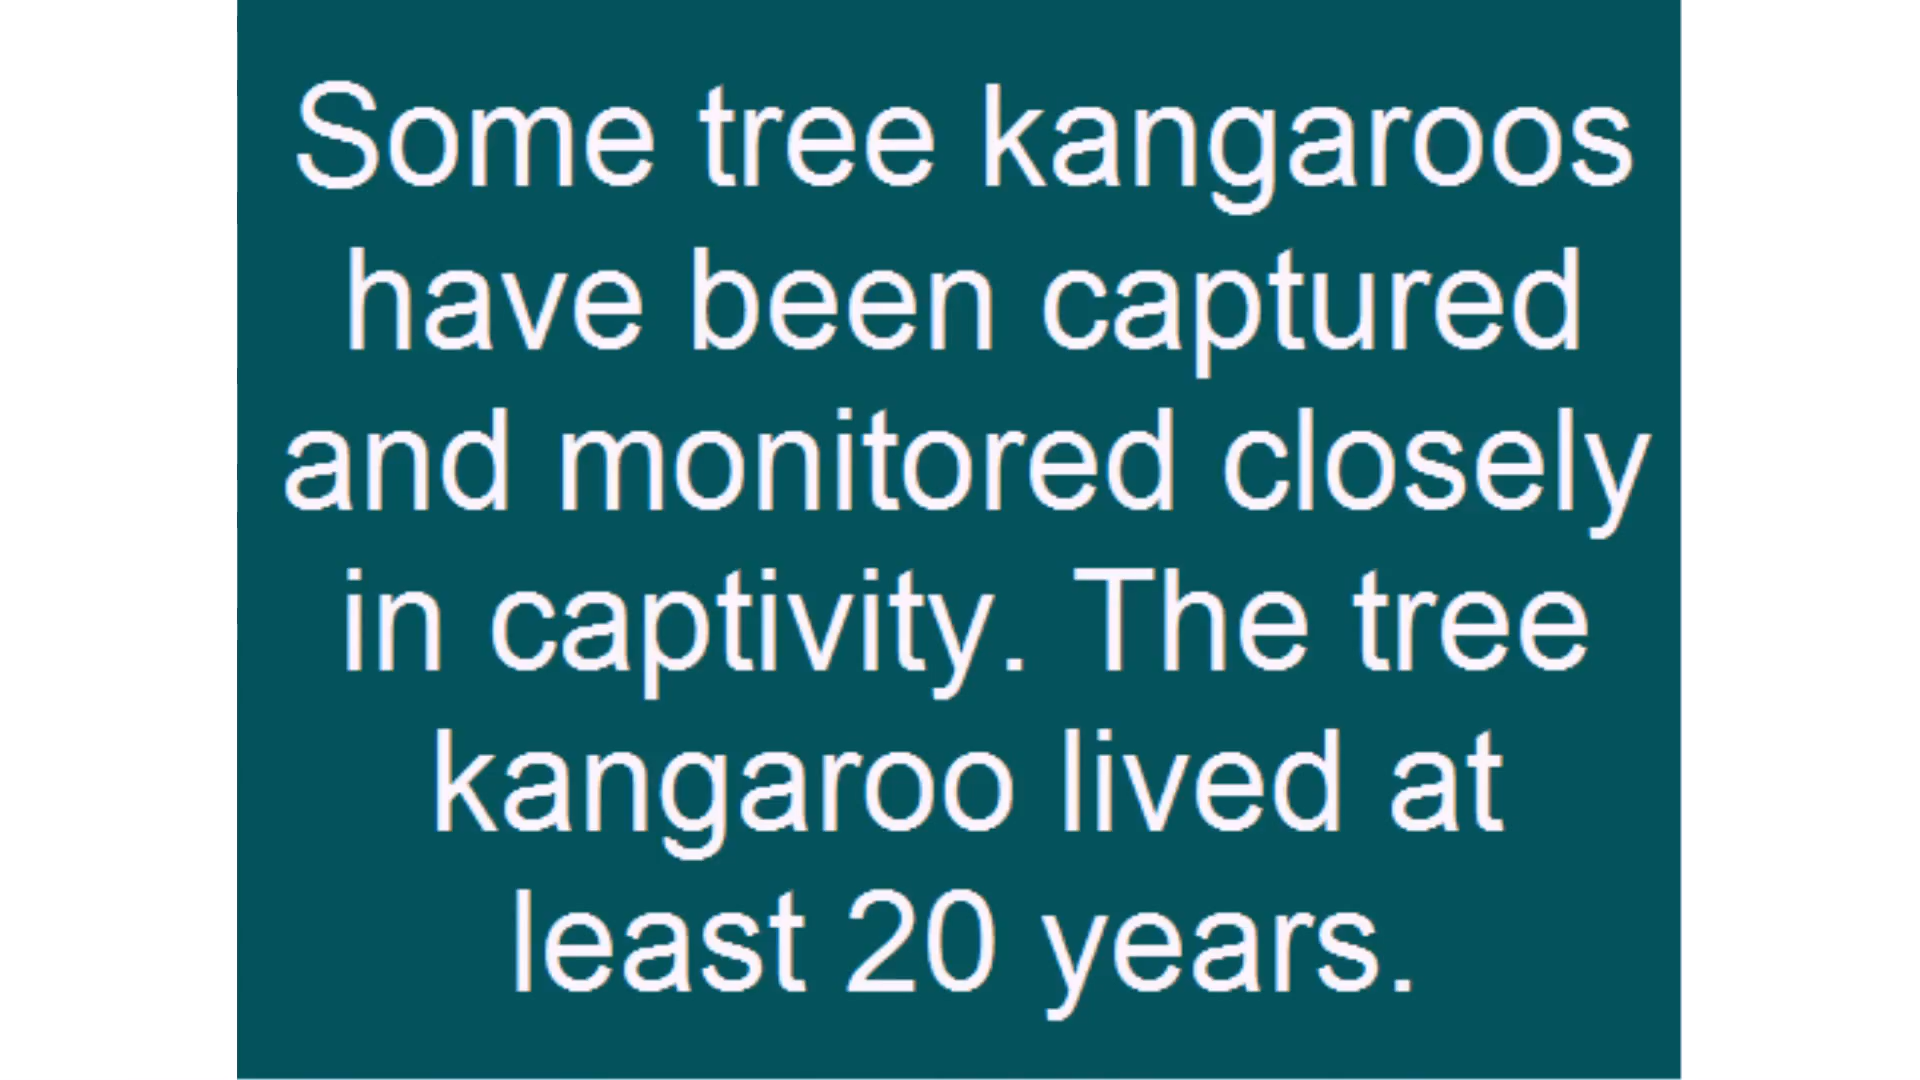 Some tree kangaroos
have been captured
and monitored closely
in captivity. The tree
kangaroo lived at
least 20 years.